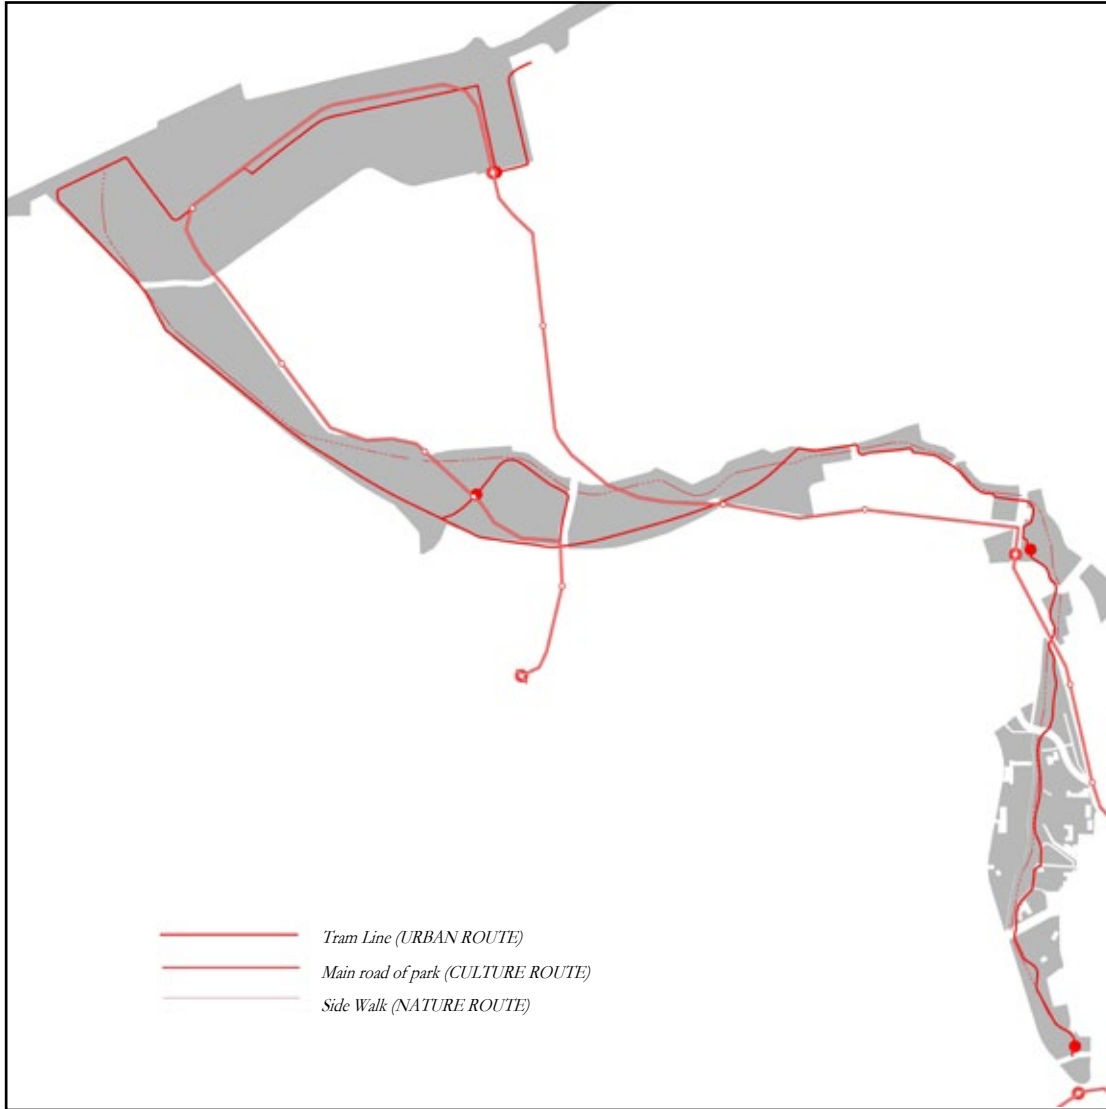 Tram Line (URBAN ROUTE)
Main road of park (CULTURE ROUTE)
Side Walk (NATURE ROUTE)